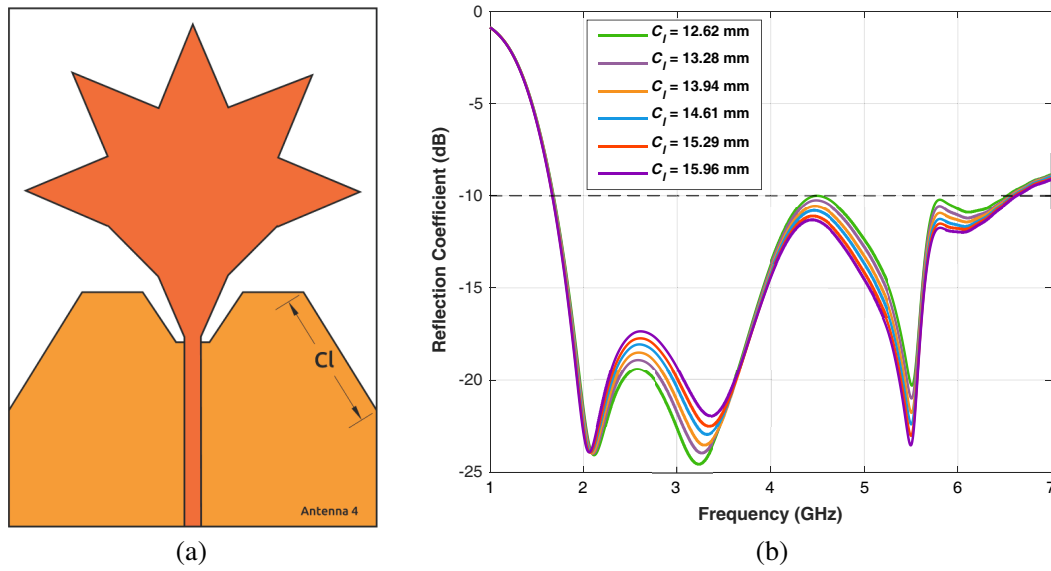 Cl
Antenna 4
(a)
0
-5
-10
-15
-20
-25
Reflection Coefficient (dB)
C_l = 12.62 mm
C_l = 13.28 mm
C_l = 13.94 mm
C_l = 14.61 mm
C_l = 15.29 mm
C_l = 15.96 mm
1 2 3 4 5 6 7
Frequency (GHz)
(b)